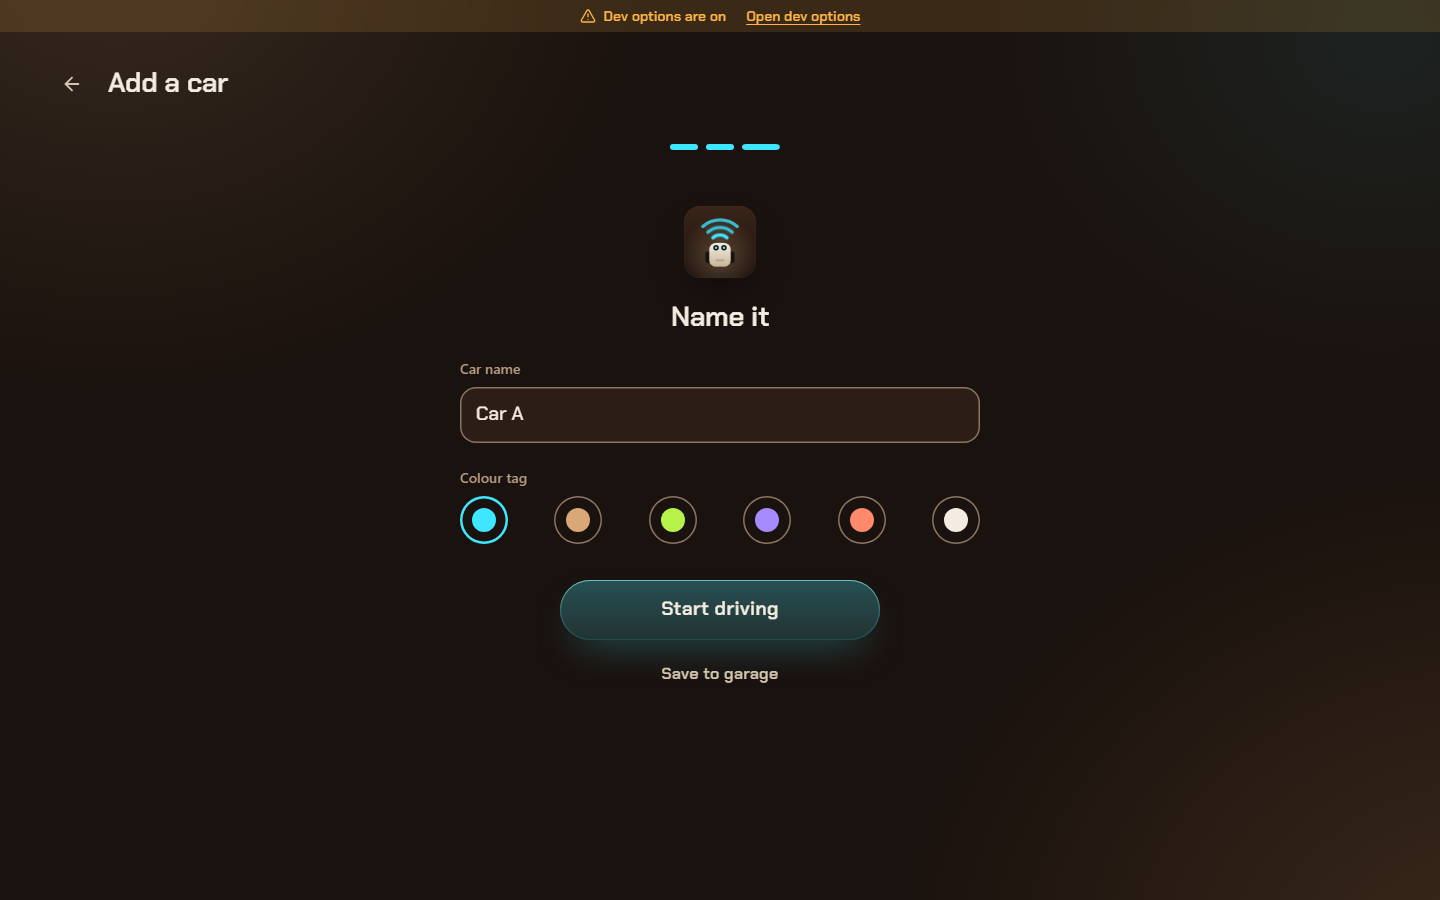 Dev options are on Open dev options
Add a car
Name it
Car name
Car A
Colour tag
Start driving
Save to garage